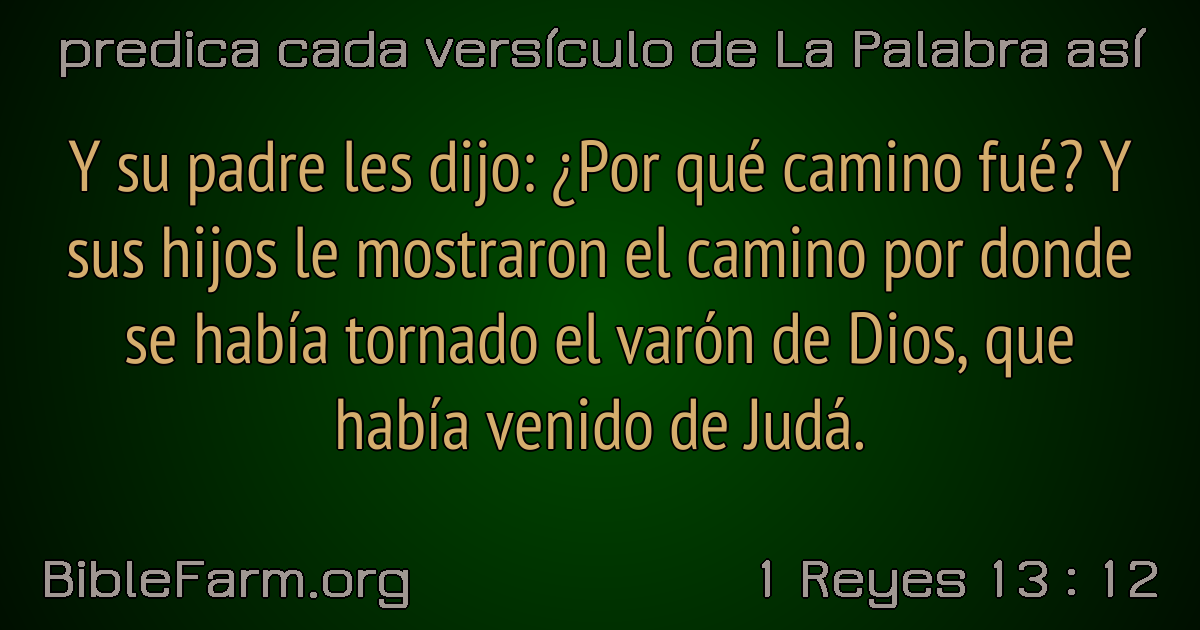 predica cada versículo de La Palabra así
Y su padre les dijo: ¿Por qué camino fué? Y
sus hijos le mostraron el camino por donde
se había tornado el varón de Dios, que
había venido de Judá.
BibleFarm.org
1 Reyes 13 : 12